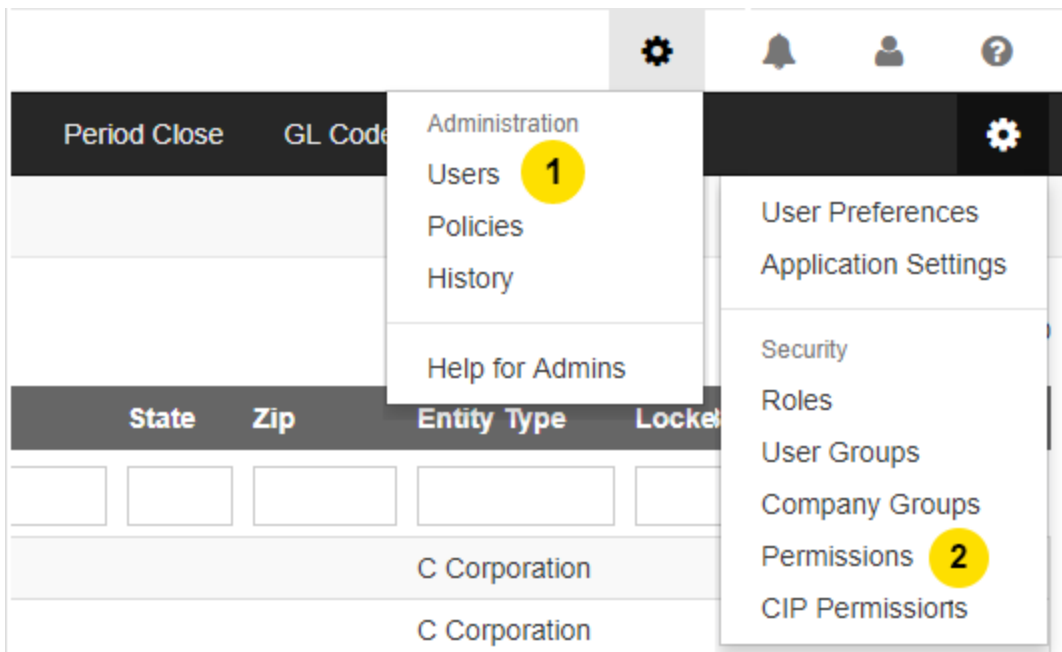 Period Close GL Code
Administration
Users 1
Policies
History
Help for Admins
User Preferences
Application Settings
Security
Roles
User Groups
Company Groups
Permissions 2
CIP Permissions
State Zip Entity Type Locke
C Corporation
C Corporation